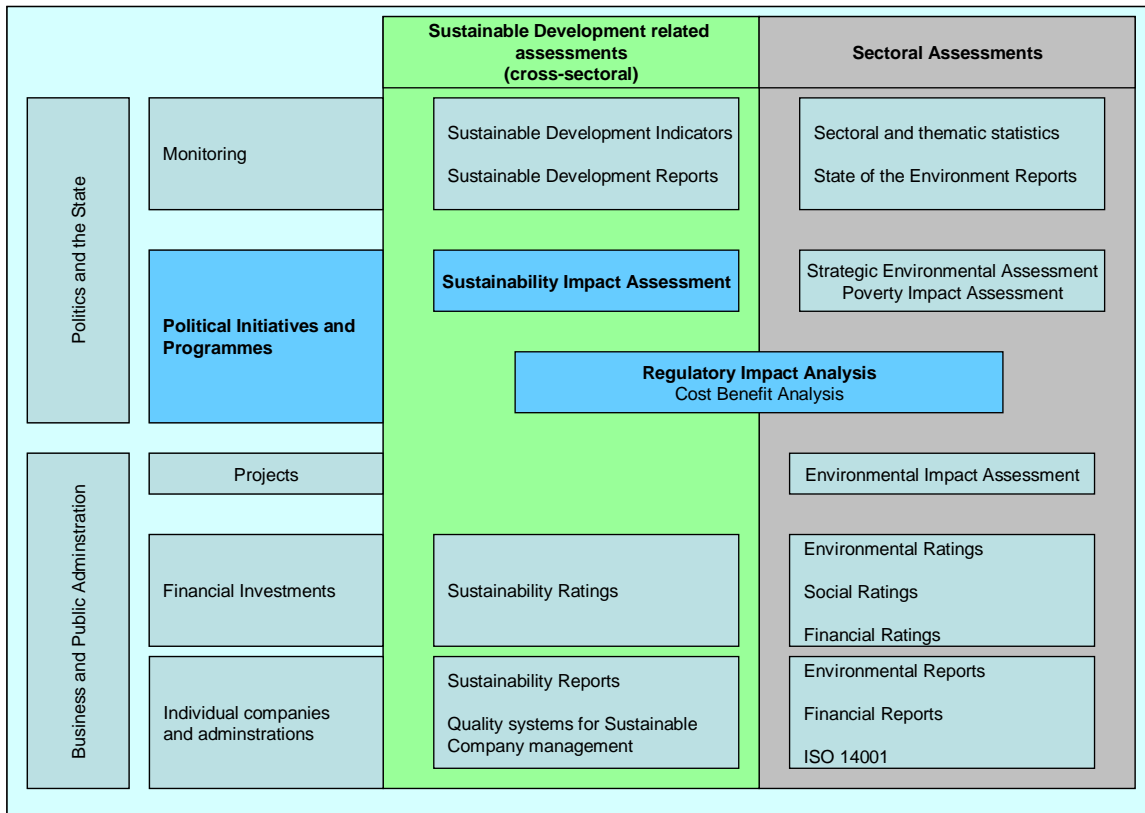 Sustainable Development related
assessments
(cross-sectoral)
Sectoral Assessments
Politics and the State
Monitoring
Sustainable Development Indicators
Sustainable Development Reports
Sectoral and thematic statistics
State of the Environment Reports
Political Initiatives and
Programmes
Sustainability Impact Assessment
Strategic Environmental Assessment
Poverty Impact Assessment
Regulatory Impact Analysis
Cost Benefit Analysis
Business and Public Adminstration
Projects
Environmental Impact Assessment
Financial Investments
Sustainability Ratings
Environmental Ratings
Social Ratings
Financial Ratings
Individual companies
and adminstrations
Sustainability Reports
Quality systems for Sustainable
Company management
Environmental Reports
Financial Reports
ISO 14001